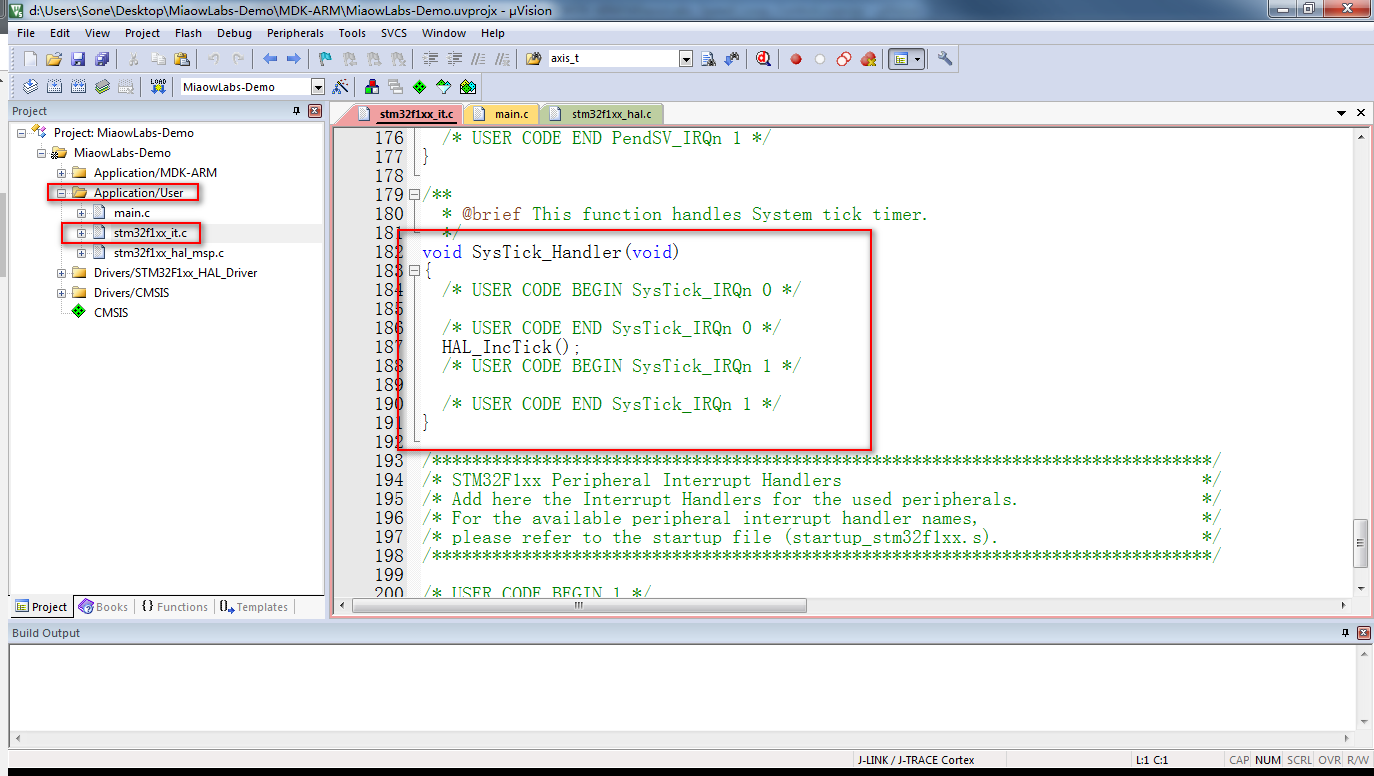 d:\Users\Sone\Desktop\MiaowLabs-Demo\MDK-ARM\MiaowLabs-Demo.uvprojx - µVision
File Edit View Project Flash Debug Peripherals Tools SVCS Window Help
axis_t
LOAD MiaowLabs-Demo
Project
Project: MiaowLabs-Demo
MiaowLabs-Demo
Application/MDK-ARM
Application/User
main.c
stm32f1xx_it.c
stm32f1xx_hal_msp.c
Drivers/STM32F1xx_HAL_Driver
Drivers/CMSIS
CMSIS
Project Books {} Functions 0 Templates
stm32f1xx_it.c main.c stm32f1xx_hal.c
176 /* USER CODE END PendSV_IRQn 1 */
177 }
178
179 /**
180 * @brief This function handles System tick timer.
181 */
182 void SysTick_Handler(void)
183 {
184 /* USER CODE BEGIN SysTick_IRQn 0 */
185
186 /* USER CODE END SysTick_IRQn 0 */
187 HAL_IncTick();
188 /* USER CODE BEGIN SysTick_IRQn 1 */
189
190 /* USER CODE END SysTick_IRQn 1 */
191 }
192
193 /******************************************************************************/
194 /* STM32F1xx Peripheral Interrupt Handlers */
195 /* Add here the Interrupt Handlers for the used peripherals. */
196 /* For the available peripheral interrupt handler names, */
197 /* please refer to the startup file (startup_stm32f1xx.s). */
198 /******************************************************************************/
199
200 /* USER CODE BEGIN 1 */
Build Output
J-LINK / J-TRACE Cortex L:1 C:1 CAP NUM SCRL OVR R/W